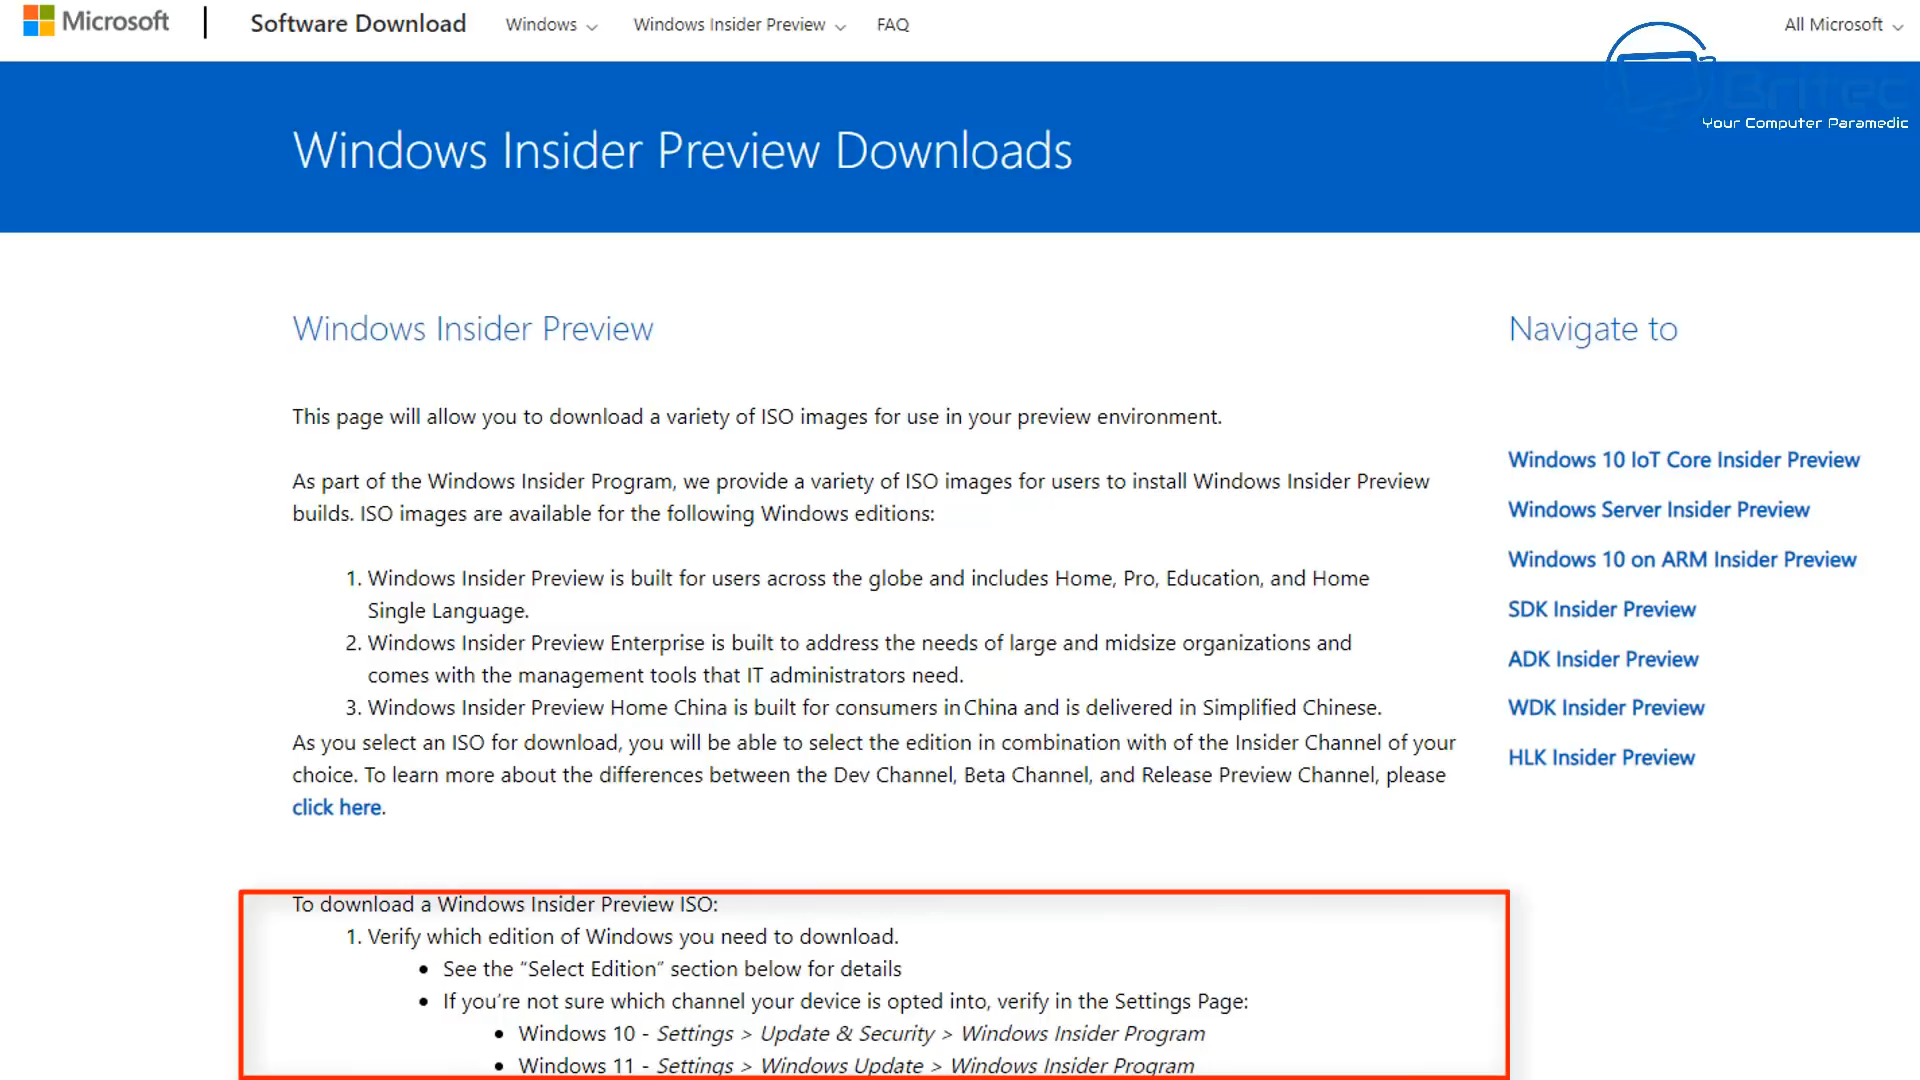 Microsoft
Software Download
Windows
Windows Insider Preview
FAQ
All Microsoft
Britec
Your Computer Paramedic
Windows Insider Preview Downloads
Windows Insider Preview
This page will allow you to download a variety of ISO images for use in your preview environment.
As part of the Windows Insider Program, we provide a variety of ISO images for users to install Windows Insider Preview
builds. ISO images are available for the following Windows editions:
1. Windows Insider Preview is built for users across the globe and includes Home, Pro, Education, and Home
Single Language.
2. Windows Insider Preview Enterprise is built to address the needs of large and midsize organizations and
comes with the management tools that IT administrators need.
3. Windows Insider Preview Home China is built for consumers in China and is delivered in Simplified Chinese.
As you select an ISO for download, you will be able to select the edition in combination with of the Insider Channel of your
choice. To learn more about the differences between the Dev Channel, Beta Channel, and Release Preview Channel, please
click here.
To download a Windows Insider Preview ISO:
1. Verify which edition of Windows you need to download.
• See the “Select Edition” section below for details
• If you’re not sure which channel your device is opted into, verify in the Settings Page:
• Windows 10 - Settings > Update & Security > Windows Insider Program
• Windows 11 - Settings > Windows Update > Windows Insider Program
Navigate to
Windows 10 IoT Core Insider Preview
Windows Server Insider Preview
Windows 10 on ARM Insider Preview
SDK Insider Preview
ADK Insider Preview
WDK Insider Preview
HLK Insider Preview